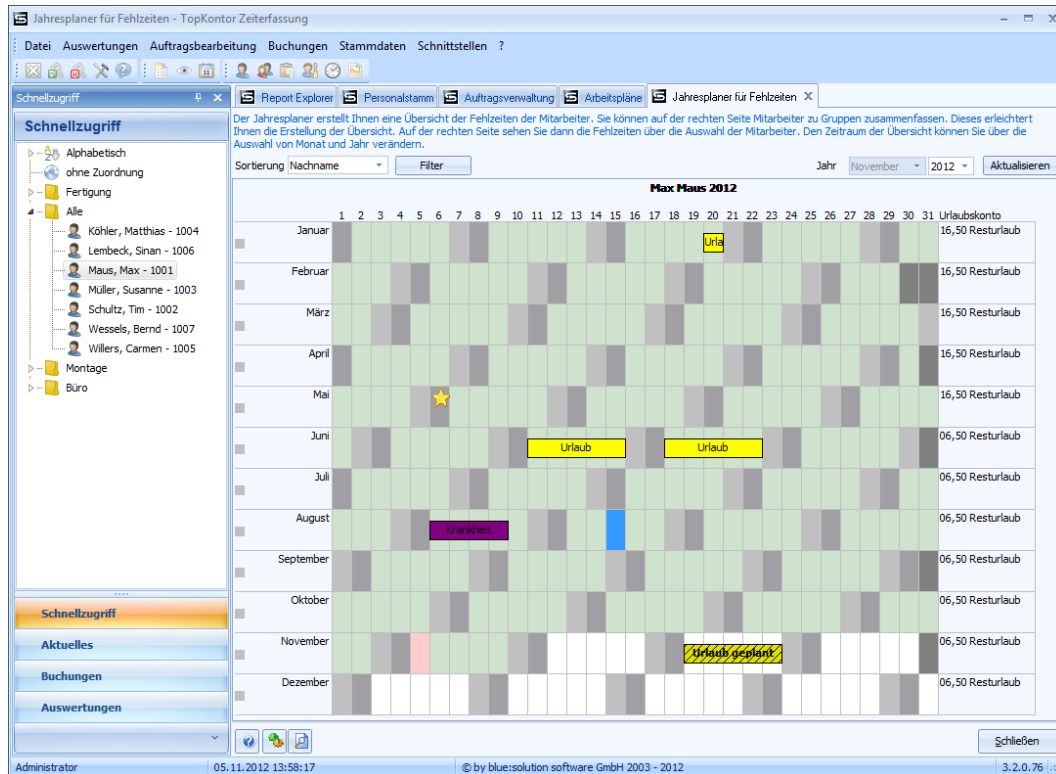 Jahresplaner für Fehlzeiten - TopKontor Zeiterfassung
Datei Auswertungen Auftragsbearbeitung Buchungen Stammdaten Schnittstellen ?
Schnellzugriff
Report Explorer Personalstamm Auftragsverwaltung Arbeitspläne Jahresplaner für Fehlzeiten
Schnellzugriff
Alphabetisch
ohne Zuordnung
Fertigung
Alle
Köhler, Matthias - 1004
Lembeck, Sinan - 1006
Maus, Max - 1001
Müller, Susanne - 1003
Schultz, Tim - 1002
Wessels, Bernd - 1007
Willers, Carmen - 1005
Montage
Büro
Schnellzugriff
Aktuelles
Buchungen
Auswertungen
Der Jahresplaner erstellt Ihnen eine Übersicht der Fehlzeiten der Mitarbeiter. Sie können auf der rechten Seite Mitarbeiter zu Gruppen zusammenfassen. Dieses erleichtert
Ihnen die Erstellung der Übersicht. Auf der rechten Seite sehen Sie dann die Fehlzeiten über die Auswahl der Mitarbeiter. Den Zeitraum der Übersicht können Sie über die
Auswahl von Monat und Jahr verändern.
Sortierung Nachname Filter Jahr November 2012 Aktualisieren
Max Maus 2012
1 2 3 4 5 6 7 8 9 10 11 12 13 14 15 16 17 18 19 20 21 22 23 24 25 26 27 28 29 30 31 Urlaubskonto
Januar Urla 16,50 Resturlaub
Februar 16,50 Resturlaub
März 16,50 Resturlaub
April 16,50 Resturlaub
Mai 16,50 Resturlaub
Juni Urlaub Urlaub 06,50 Resturlaub
Juli 06,50 Resturlaub
August Krankheit 06,50 Resturlaub
September 06,50 Resturlaub
Oktober 06,50 Resturlaub
November Urlaub geplant 06,50 Resturlaub
Dezember 06,50 Resturlaub
Schließen
Administrator 05.11.2012 13:58:17 © by blue:solution software GmbH 2003 - 2012 3.2.0.76